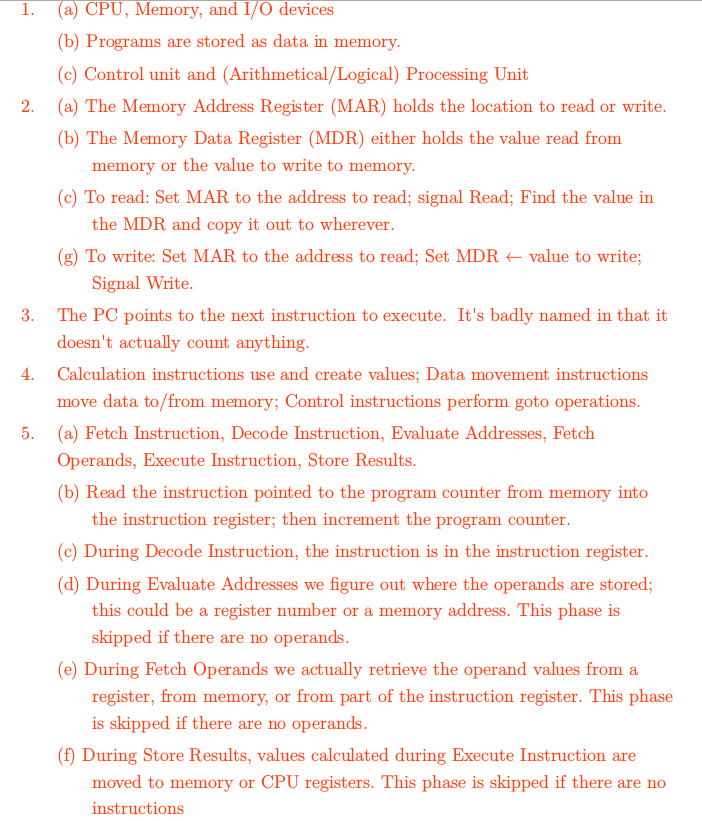 1. (a) CPU, Memory, and I/O devices
(b) Programs are stored as data in memory.
(c) Control unit and (Arithmetical/Logical) Processing Unit
2. (a) The Memory Address Register (MAR) holds the location to read or write.
(b) The Memory Data Register (MDR) either holds the value read from
memory or the value to write to memory.
(c) To read: Set MAR to the address to read; signal Read; Find the value in
the MDR and copy it out to wherever.
(g) To write: Set MAR to the address to read; Set MDR ← value to write;
Signal Write.
3. The PC points to the next instruction to execute. It's badly named in that it
doesn't actually count anything.
4. Calculation instructions use and create values; Data movement instructions
move data to/from memory; Control instructions perform goto operations.
5. (a) Fetch Instruction, Decode Instruction, Evaluate Addresses, Fetch
Operands, Execute Instruction, Store Results.
(b) Read the instruction pointed to the program counter from memory into
the instruction register; then increment the program counter.
(c) During Decode Instruction, the instruction is in the instruction register.
(d) During Evaluate Addresses we figure out where the operands are stored;
this could be a register number or a memory address. This phase is
skipped if there are no operands.
(e) During Fetch Operands we actually retrieve the operand values from a
register, from memory, or from part of the instruction register. This phase
is skipped if there are no operands.
(f) During Store Results, values calculated during Execute Instruction are
moved to memory or CPU registers. This phase is skipped if there are no
instructions